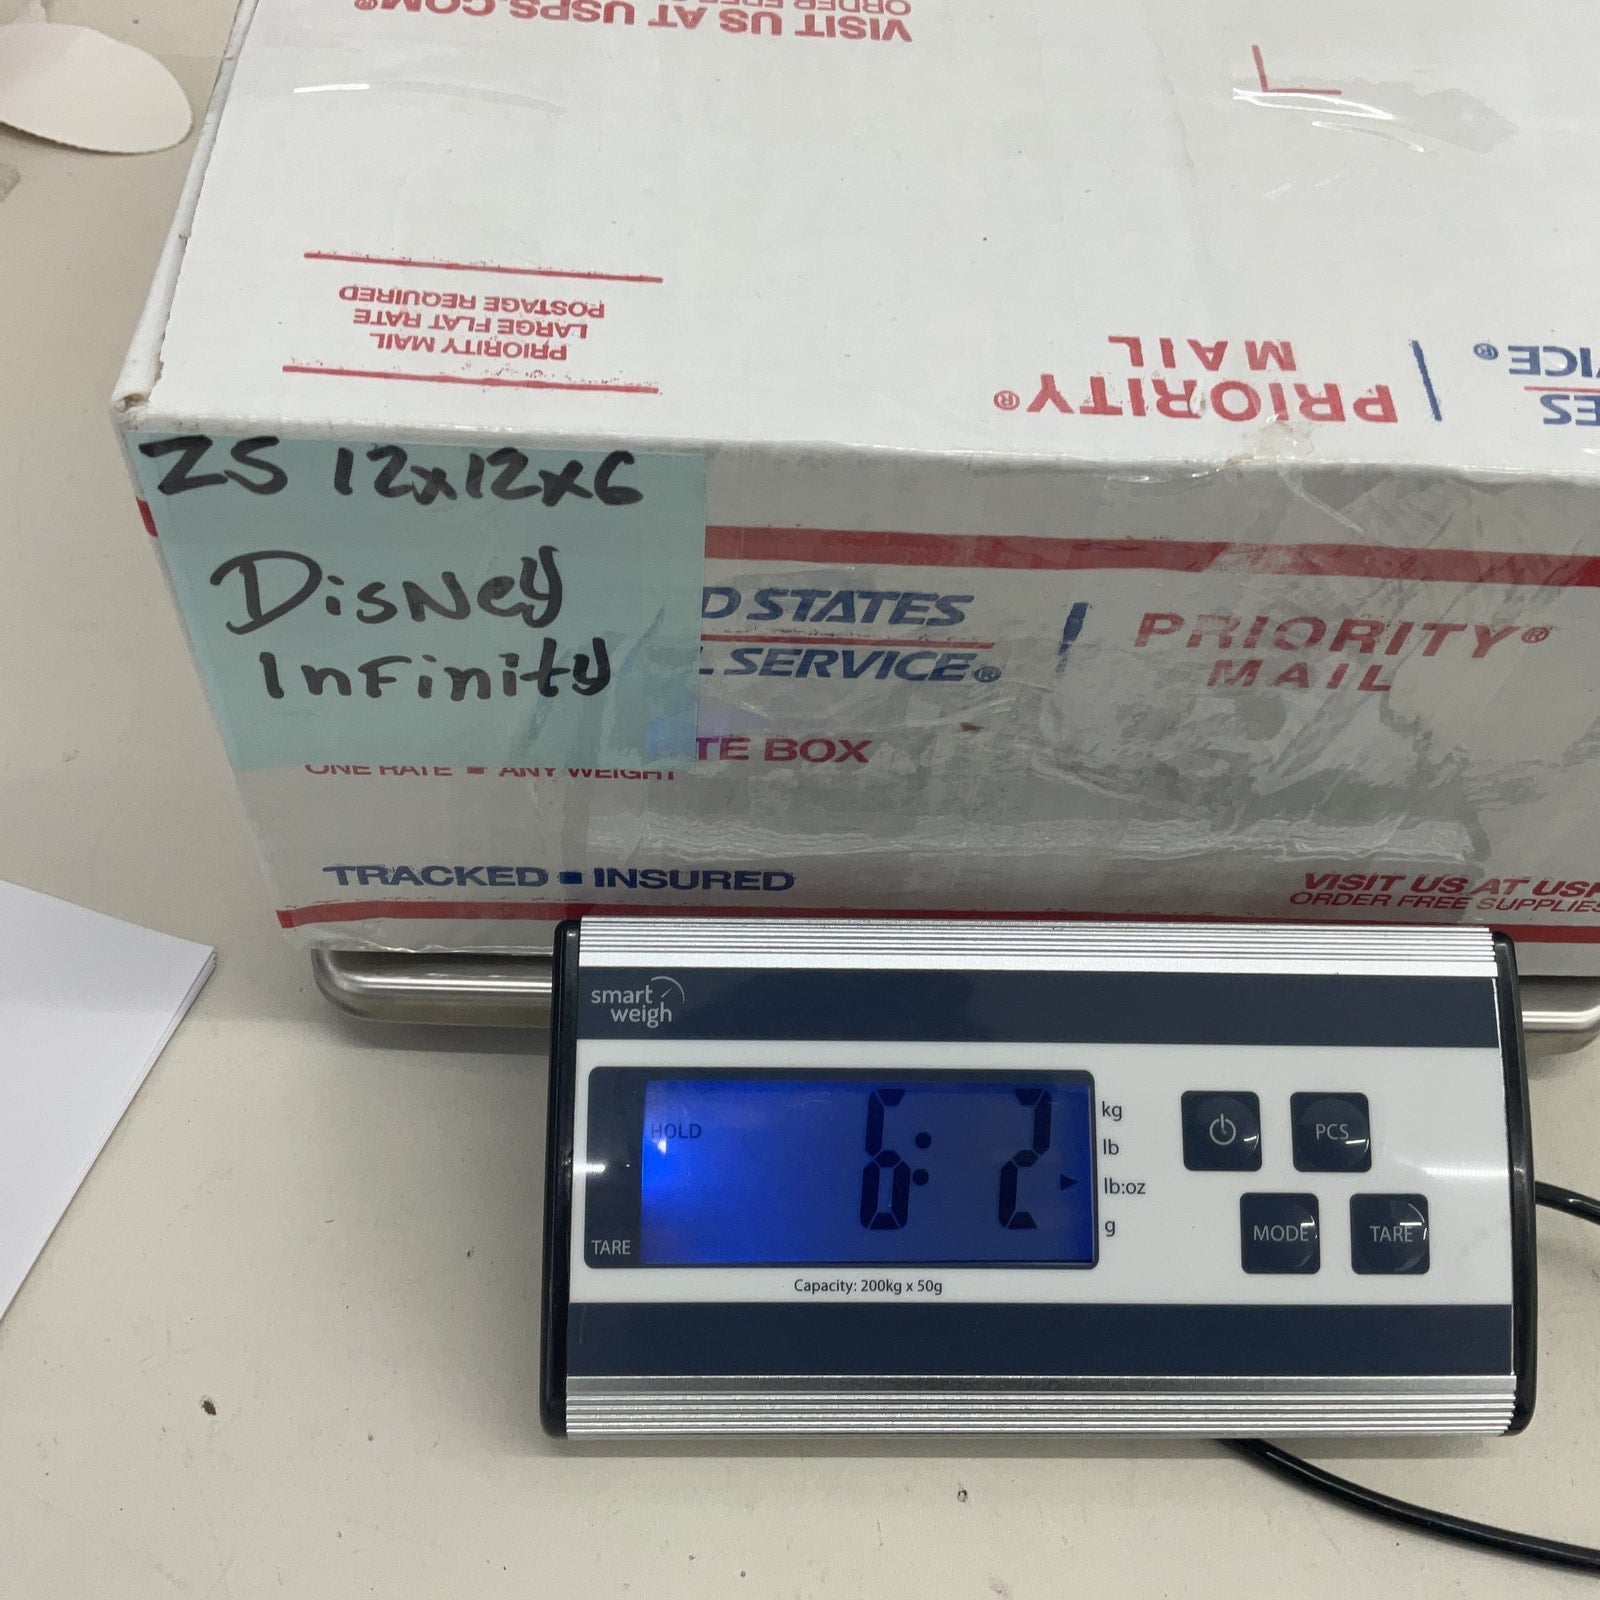 ORDER FREE
VISIT US AT USPS.COM®
PRIORITY MAIL
LARGE FLAT RATE
POSTAGE REQUIRED
PRIORITY®
MAIL
ZS 12x12x6
DisNey
InFinity
D STATES
L SERVICE®
PRIORITY®
MAIL
TE BOX
ONE RATE ■ ANY WEIGHT
TRACKED ■ INSURED
VISIT US AT USP
ORDER FREE SUPPLIES
smart
weigh
HOLD
6: 2
TARE
kg
lb
lb:oz
g
PCS
MODE
TARE
Capacity: 200kg x 50g